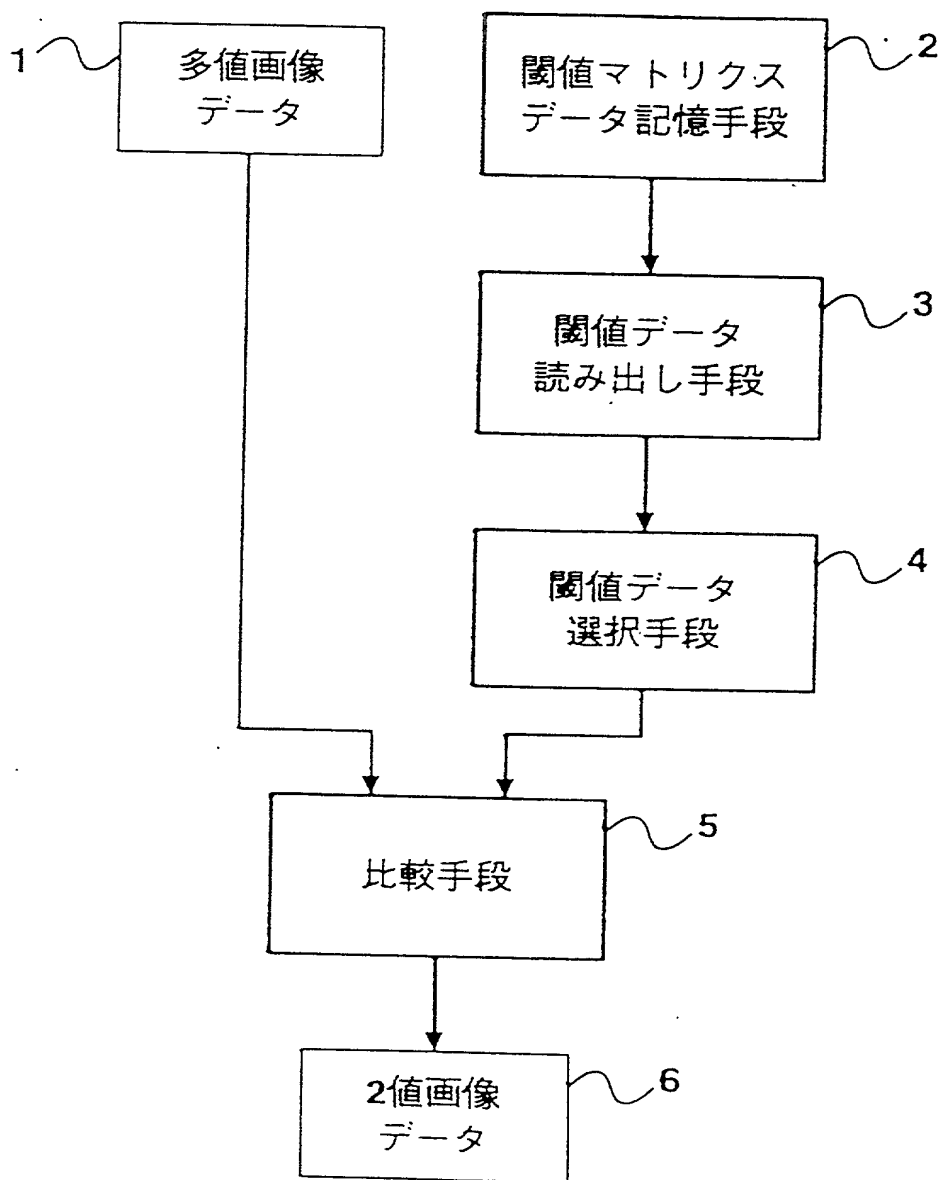 1
多値画像
データ
2
閾値マトリクス
データ記憶手段
3
閾値データ
読み出し手段
4
閾値データ
選択手段
5
比較手段
6
2値画像
データ